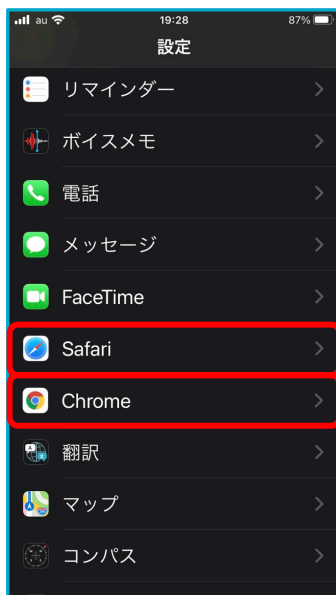 au 19:28 87%
設定
リマインダー
ボイスメモ
電話
メッセージ
FaceTime
Safari
Chrome
翻訳
マップ
コンパス